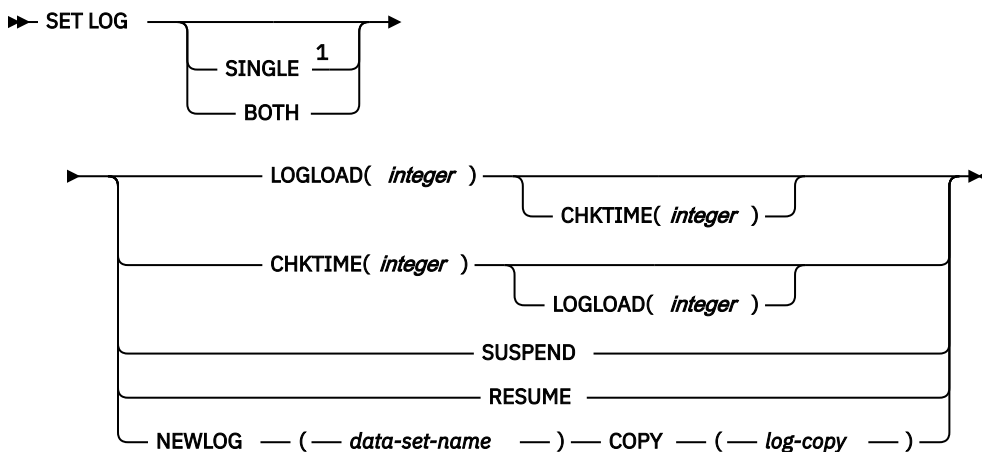 SET LOG
SINGLE 1
BOTH
LOGLOAD( integer )
CHKTIME( integer )
CHKTIME( integer )
LOGLOAD( integer )
SUSPEND
RESUME
NEWLOG ( data-set-name ) COPY ( log-copy )